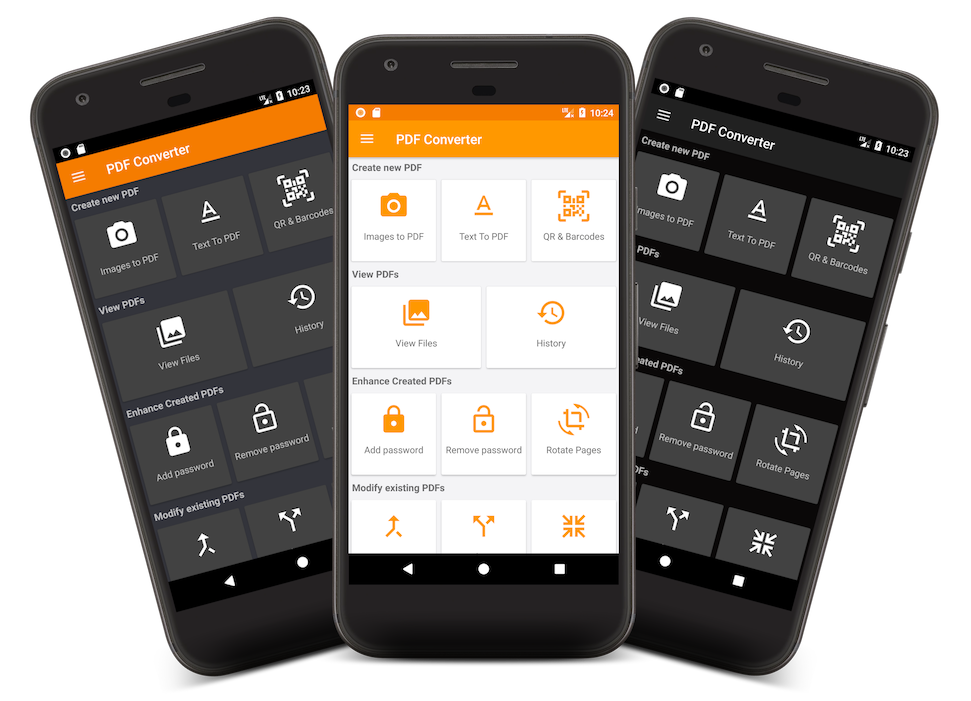 LTE 10:23
PDF Converter
Create new PDF
Images to PDF
Text To PDF
QR & Barcodes
View PDFs
View Files
History
Enhance Created PDFs
Add password
Remove password
Modify existing PDFs
LTE 10:24
PDF Converter
Create new PDF
Images to PDF
Text To PDF
QR & Barcodes
View PDFs
View Files
History
Enhance Created PDFs
Add password
Remove password
Rotate Pages
Modify existing PDFs
LTE 10:23
PDF Converter
Create new PDF
mages to PDF
Text To PDF
QR & Barcodes
PDFs
View Files
History
eated PDFs
Remove password
Rotate Pages
DFs